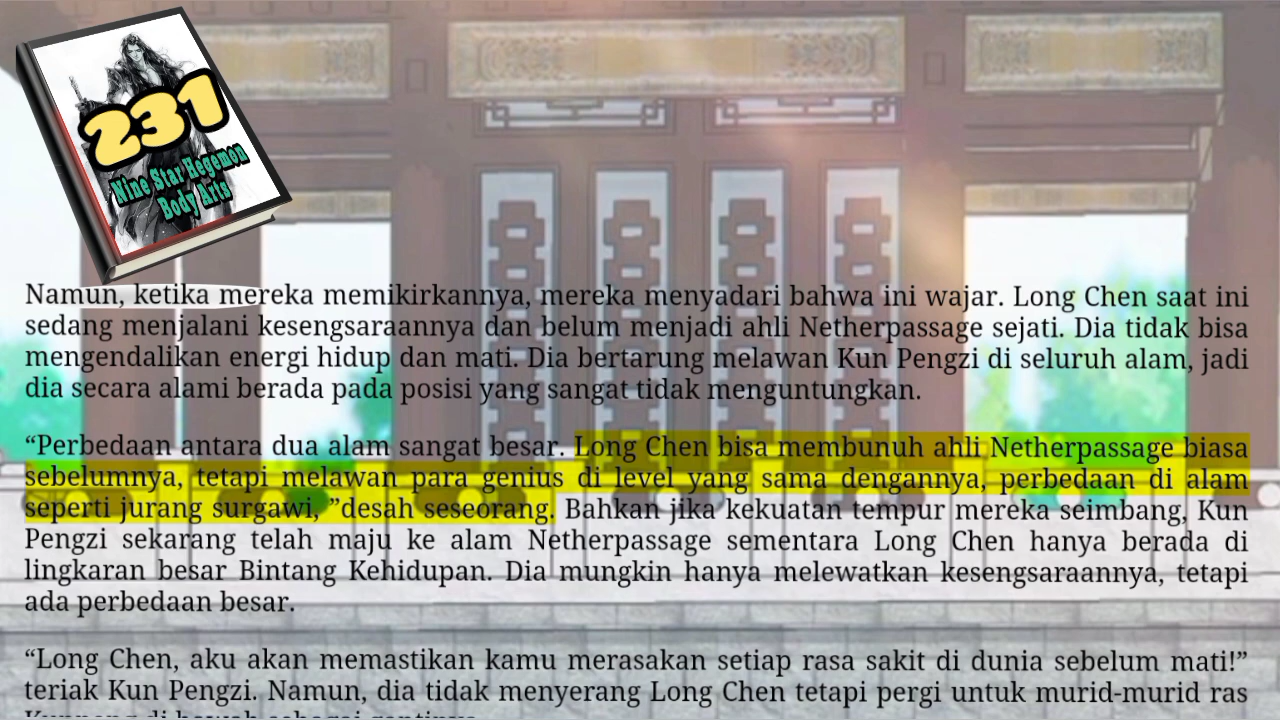 231
Nine Star Hegemon
Body Arts
Namun, ketika mereka memikirkannya, mereka menyadari bahwa ini wajar. Long Chen saat ini
sedang menjalani kesengsaraannya dan belum menjadi ahli Netherpassage sejati. Dia tidak bisa
mengendalikan energi hidup dan mati. Dia bertarung melawan Kun Pengzi di seluruh alam, jadi
dia secara alami berada pada posisi yang sangat tidak menguntungkan.
“Perbedaan antara dua alam sangat besar. Long Chen bisa membunuh ahli Netherpassage biasa
sebelumnya, tetapi melawan para genius di level yang sama dengannya, perbedaan di alam
seperti jurang surgawi, ”desah seseorang. Bahkan jika kekuatan tempur mereka seimbang, Kun
Pengzi sekarang telah maju ke alam Netherpassage sementara Long Chen hanya berada di
lingkaran besar Bintang Kehidupan. Dia mungkin hanya melewatkan kesengsaraannya, tetapi
ada perbedaan besar.
“Long Chen, aku akan memastikan kamu merasakan setiap rasa sakit di dunia sebelum mati!”
teriak Kun Pengzi. Namun, dia tidak menyerang Long Chen tetapi pergi untuk murid-murid ras